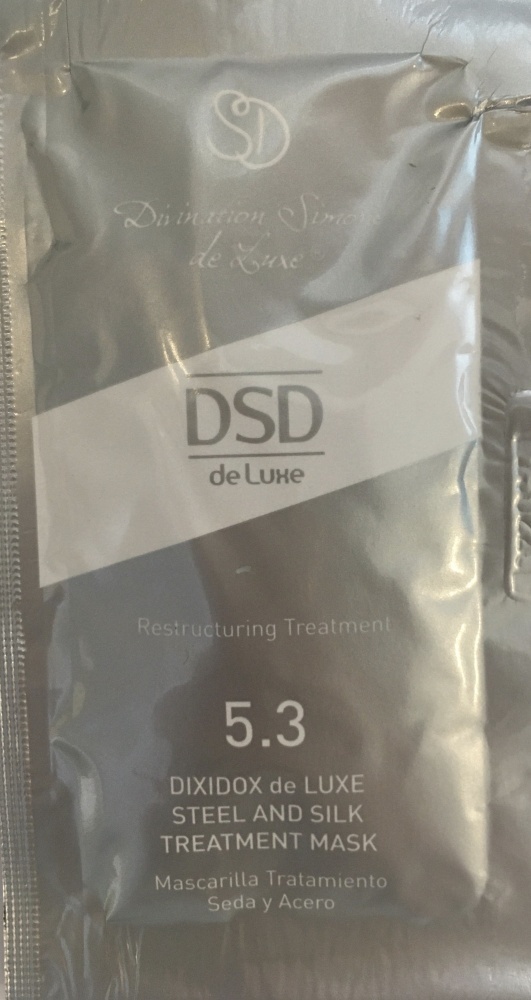 SD
Divination Simone
de Luxe
DSD
de Luxe
Restructuring Treatment
5.3
DIXIDOX de LUXE
STEEL AND SILK
TREATMENT MASK
Mascarilla Tratamiento
Seda y Acero